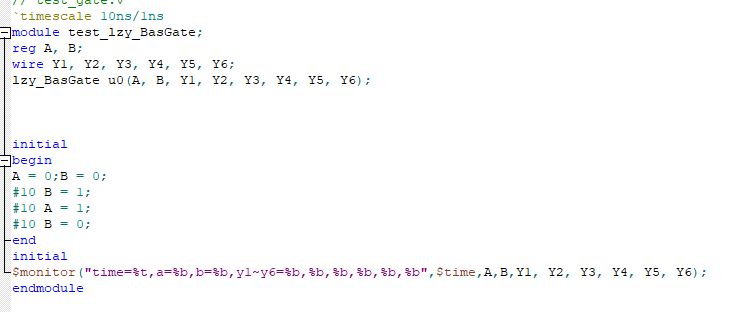 // test_gate.v
`timescale 10ns/1ns
module test_lzy_BasGate;
reg A, B;
wire Y1, Y2, Y3, Y4, Y5, Y6;
lzy_BasGate u0(A, B, Y1, Y2, Y3, Y4, Y5, Y6);
initial
begin
A = 0;B = 0;
#10 B = 1;
#10 A = 1;
#10 B = 0;
end
initial
$monitor("time=%t,a=%b,b=%b,y1~y6=%b,%b,%b,%b,%b,%b",$time,A,B,Y1, Y2, Y3, Y4, Y5, Y6);
endmodule